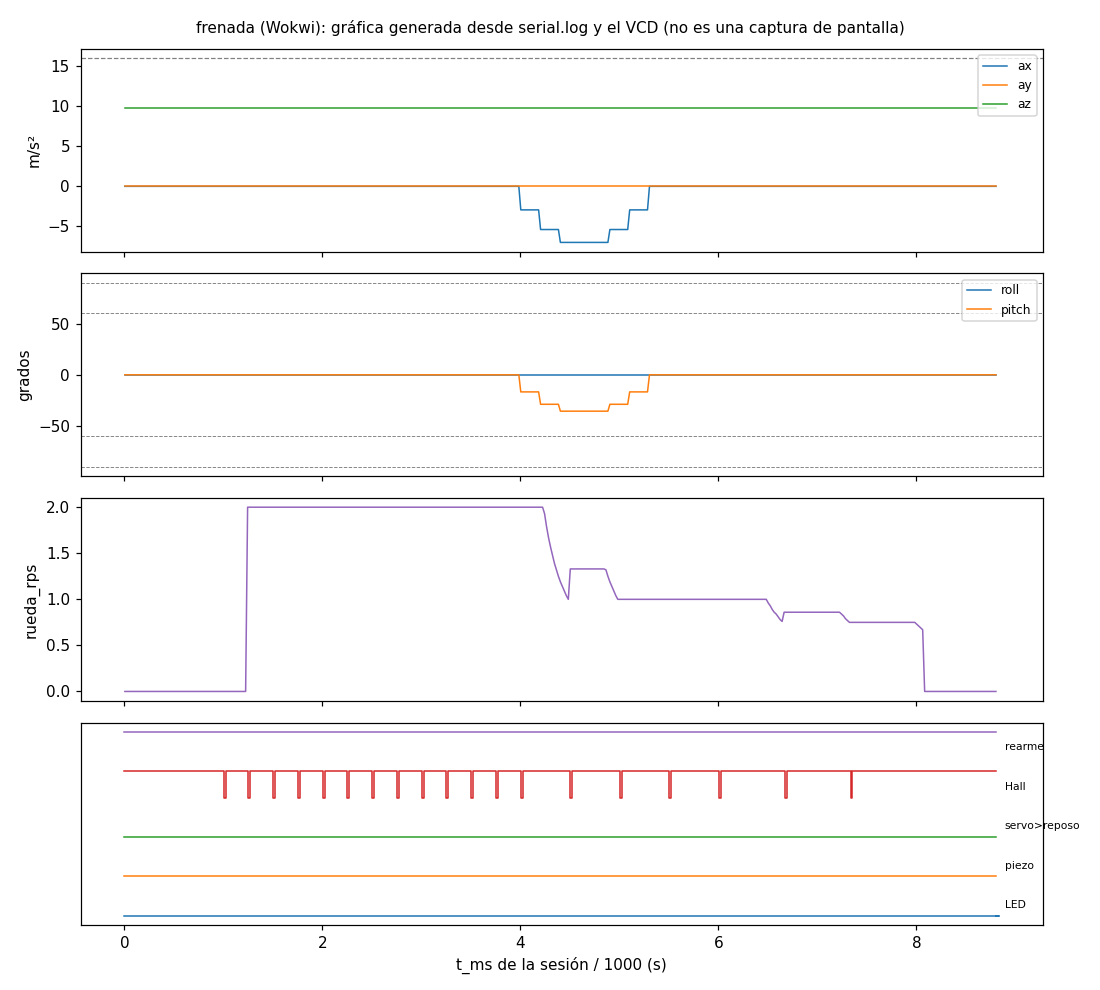 frenada (Wokwi): gráfica generada desde serial.log y el VCD (no es una captura de pantalla)
15
10
5
0
−5
m/s²
ax
ay
az
50
0
−50
grados
roll
pitch
2.0
1.5
1.0
0.5
0.0
rueda_rps
rearme
Hall
servo>reposo
piezo
LED
0
2
4
6
8
t_ms de la sesión / 1000 (s)